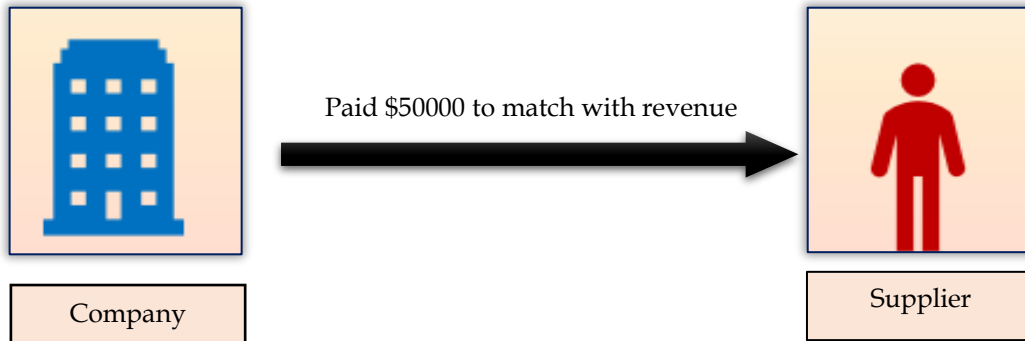 Paid $50000 to match with revenue
Company
Supplier